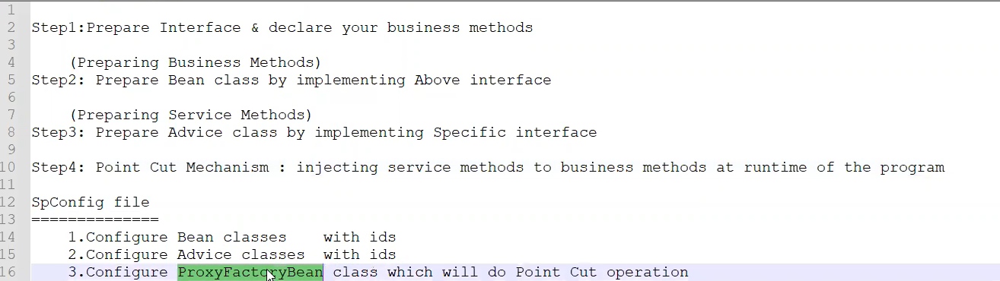 1
2 Step1:Prepare Interface & declare your business methods
3
4 (Preparing Business Methods)
5 Step2: Prepare Bean class by implementing Above interface
6
7 (Preparing Service Methods)
8 Step3: Prepare Advice class by implementing Specific interface
9
10 Step4: Point Cut Mechanism : injecting service methods to business methods at runtime of the program
11
12 SpConfig file
13 ==============
14 1.Configure Bean classes with ids
15 2.Configure Advice classes with ids
16 3.Configure ProxyFactoryBean class which will do Point Cut operation